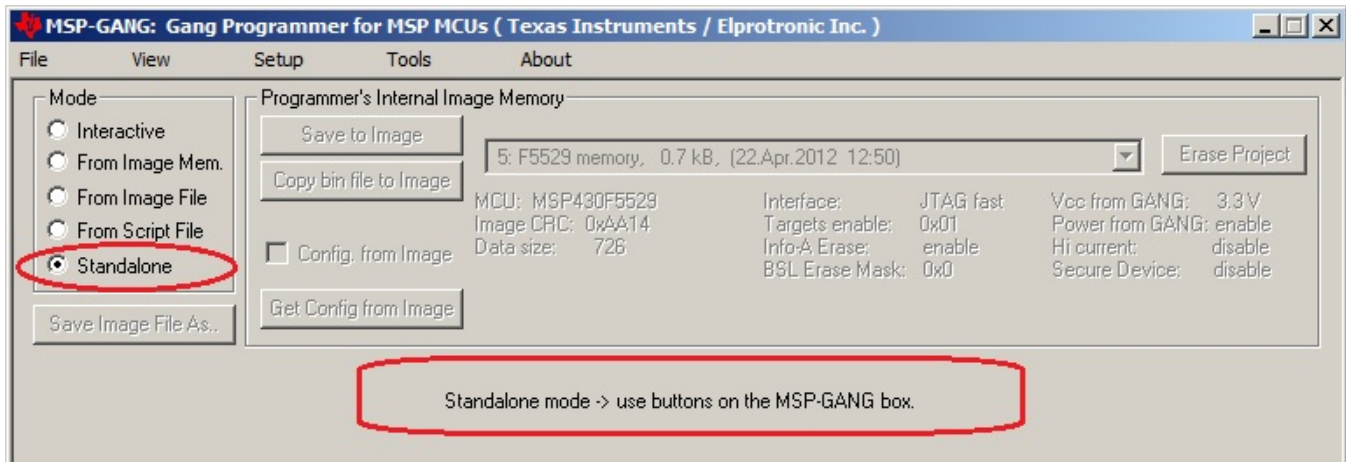 MSP-GANG: Gang Programmer for MSP MCUs ( Texas Instruments / Elprotronic Inc. )
File View Setup Tools About
Mode
Interactive
From Image Mem.
From Image File
From Script File
Standalone
Save Image File As..
Programmer's Internal Image Memory
Save to Image
Copy bin file to Image
Config. from Image
Get Config from Image
5: F5529 memory, 0.7 kB, (22.Apr.2012 12:50)
Erase Project
MCU: MSP430F5529
Image CRC: 0xAA14
Data size: 726
Interface: JTAG fast
Targets enable: 0x01
Info-A Erase: enable
BSL Erase Mask: 0x0
Vcc from GANG: 3.3 V
Power from GANG: enable
Hi current: disable
Secure Device: disable
Standalone mode -> use buttons on the MSP-GANG box.